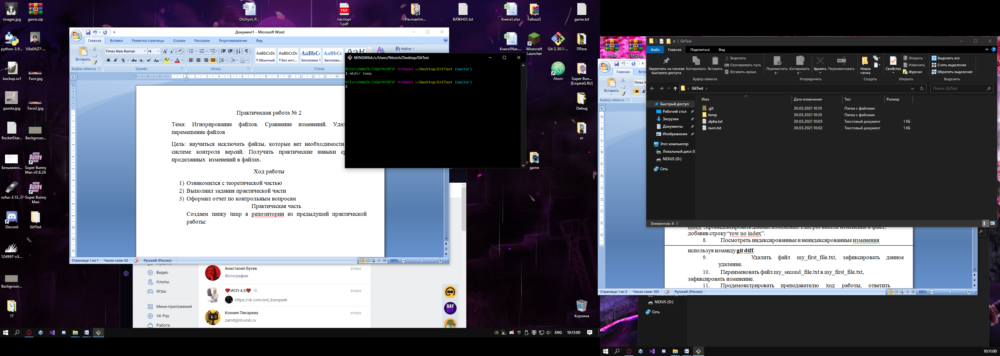 images.jpg
game.zip
Otchyot_P...
паспорт
1.pdf
PacmanIm...
ВАЖНО!.txt
Книга1.xlsx
Fallout3
game.txt
python-3.9...
V8a0AZ7-...
Книга1Nas...
Minecraft
Launcher
Git-2.30.1-...
ПРатк
backup.xcf
Face.jpg
Atom
Super-Bun...
[EmpireG.RU]
gazeta.jpg
Face2.jpg
Debug
RocketStar...
Backgroun...
кг
Безымянн...
Super Bunny
Man v0.8.26
game
rufus-3.13....
Super Bunny
Man
Discord
GitTest
124997-v3...
Backgroun...
17
Корзина
Документ1 - Microsoft Word
Главная
Вставка
Разметка страницы
Ссылки
Рассылки
Рецензирование
Вид
Вставить
Буфер обмена
Times New Roman
14
Ж К Ч
Шрифт
Абзац
AaBbCcDc
AaBbCcDc
AaBbCc
AaBbCc
¶ Обычный
¶ Без инт...
Заголовок 1
Заголово...
Стили
Найти
Практическая работа № 2
Тема: Игнорирование файлов. Сравнение изменений.
перемещение файлов
Цель: научиться исключать файлы, которые нет необходимости
системе контроля версий. Получить практические навыки
проделанных изменений в файлах.
Ход работы
1) Ознакомился с теоретической частью
2) Выполнил задания практической части
3) Оформил отчет по контрольным вопросам
Практическая часть
Создаем папку temp в репозитории из предыдущей практической
работы:
Страница: 1 из 1
Число слов: 62
Русский (Россия)
100%
MINGW64:/c/Users/Nitoich/Desktop/GitTest
Nitoich@WIN-TUQ67MU9FVF MINGW64 ~/Desktop/GitTest (master)
$ mkdir temp
Nitoich@WIN-TUQ67MU9FVF MINGW64 ~/Desktop/GitTest (master)
$
Видео
Клипы
Игры
Мини-приложения
VK Pay
Работа
Анастасия Бусек
вчера
Фотография
❤ИСП-4,5❤
вчера
https://vk.com/ont_kompseti
Ксения Писарева
вчера
zamit@nt-orsk.ru
DAY
KEY
ENG
10:11:00
кг.zip
VLAD.rar
GitTest
Файл
Главная
Поделиться
Вид
Закрепить на панели
быстрого доступа
Копировать
Вставить
Вырезать
Скопировать путь
Вставить ярлык
Буфер обмена
Переместить
в
Копировать
в
Удалить
Переименовать
Упорядочить
Новая
папка
Создать
Свойства
Открыть
Изменить
Журнал
Открыть
Выделить все
Снять выделение
Обратить выделение
Выделить
GitTest
Поиск: GitTest
Имя
Дата изменения
Тип
Размер
.git
30.03.2021 10:10
Папка с файлами
temp
30.03.2021 10:10
Папка с файлами
alpha.txt
30.03.2021 10:03
Текстовый документ
1 КБ
num.txt
30.03.2021 10:02
Текстовый документ
1 КБ
Быстрый доступ
Рабочий стол
Загрузки
Документы
Изображения
Этот компьютер
Локальный диск (C
NEXUS (D:)
Сеть
Элементов: 4
Главная
Вставить
Буфер обмена
Times N
Ж К
index”, проиндексировать данные изменения. Еще раз внести изменения в файл,
добавив строку “row no index”.
8. Посмотреть индексированные и неиндексированные изменения
используя команду git diff.
9. Удалить файл my_first_file.txt, зафиксировать данное
удаление.
10. Переименовать файл my_second_file.txt в my_first_file.txt,
зафиксировать изменение.
11. Продемонстрировать преподавателю ход работы, ответить
Страница: 1 из 2
Число слов: 305
Русский (Россия)
100%
NEXUS (D:)
Сеть
10:11:00